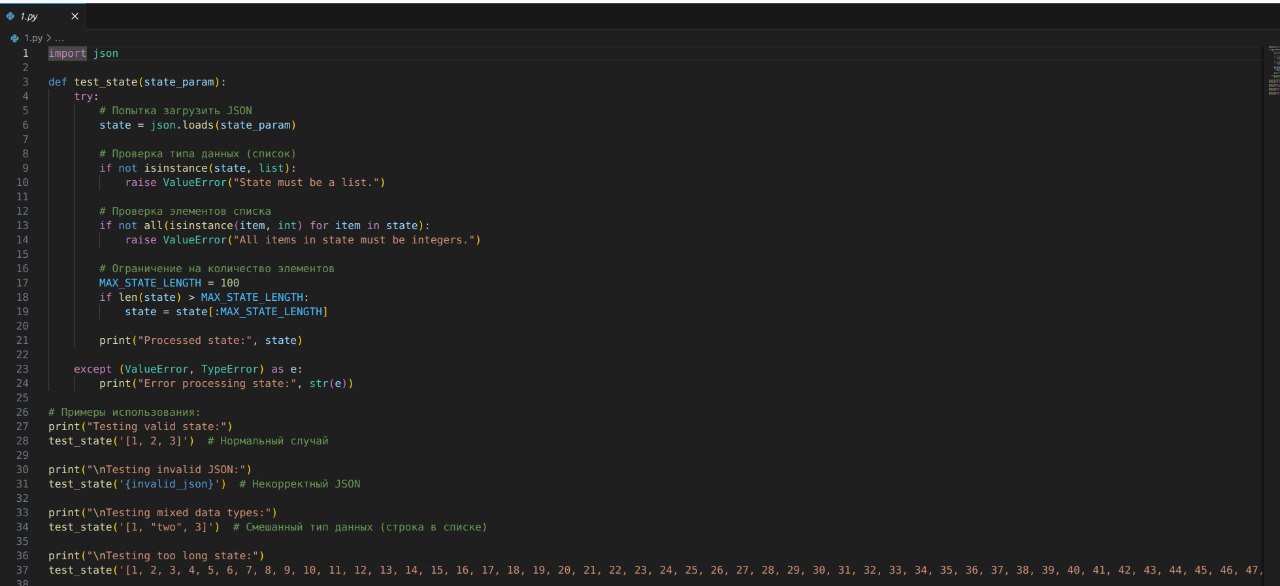 1.py ×
1.py > ...
1 import json
2
3 def test_state(state_param):
4     try:
5         # Попытка загрузить JSON
6         state = json.loads(state_param)
7
8         # Проверка типа данных (список)
9         if not isinstance(state, list):
10             raise ValueError("State must be a list.")
11
12         # Проверка элементов списка
13         if not all(isinstance(item, int) for item in state):
14             raise ValueError("All items in state must be integers.")
15
16         # Ограничение на количество элементов
17         MAX_STATE_LENGTH = 100
18         if len(state) > MAX_STATE_LENGTH:
19             state = state[:MAX_STATE_LENGTH]
20
21         print("Processed state:", state)
22
23     except (ValueError, TypeError) as e:
24         print("Error processing state:", str(e))
25
26 # Примеры использования:
27 print("Testing valid state:")
28 test_state('[1, 2, 3]')  # Нормальный случай
29
30 print("\nTesting invalid JSON:")
31 test_state('{invalid_json}')  # Некорректный JSON
32
33 print("\nTesting mixed data types:")
34 test_state('[1, "two", 3]')  # Смешанный тип данных (строка в списке)
35
36 print("\nTesting too long state:")
37 test_state('[1, 2, 3, 4, 5, 6, 7, 8, 9, 10, 11, 12, 13, 14, 15, 16, 17, 18, 19, 20, 21, 22, 23, 24, 25, 26, 27, 28, 29, 30, 31, 32, 33, 34, 35, 36, 37, 38, 39, 40, 41, 42, 43, 44, 45, 46, 47,
38